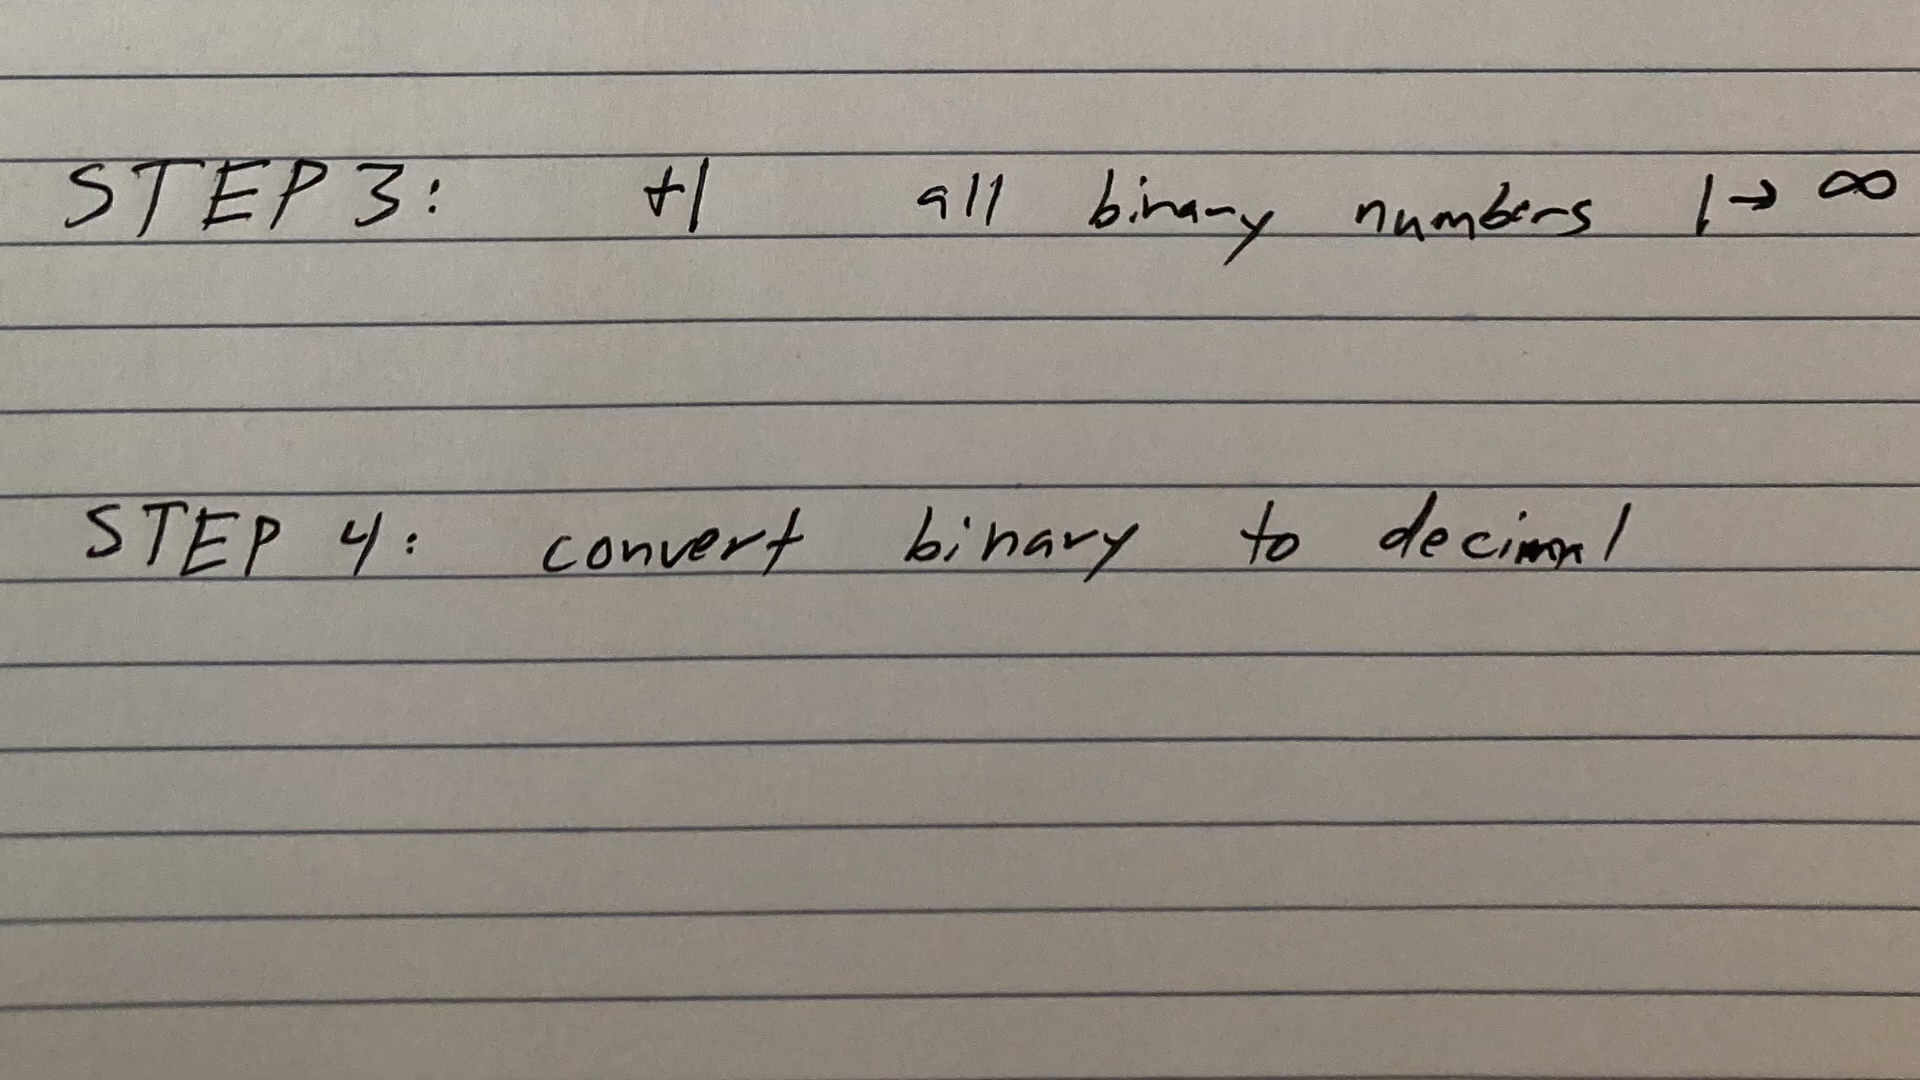 STEP 3: +1 all binary numbers 1→ ∞
STEP 4: convert binary to decimal